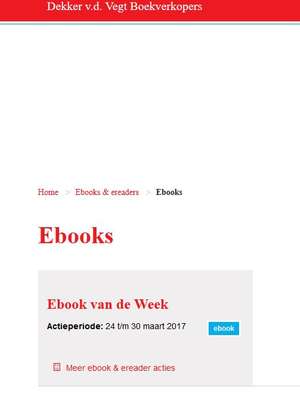 Dekker v.d. Vegt Boekverkopers
Home > Ebooks & ereaders > Ebooks
Ebooks
Ebook van de Week
Actieperiode: 24 t/m 30 maart 2017 ebook
Meer ebook & ereader acties